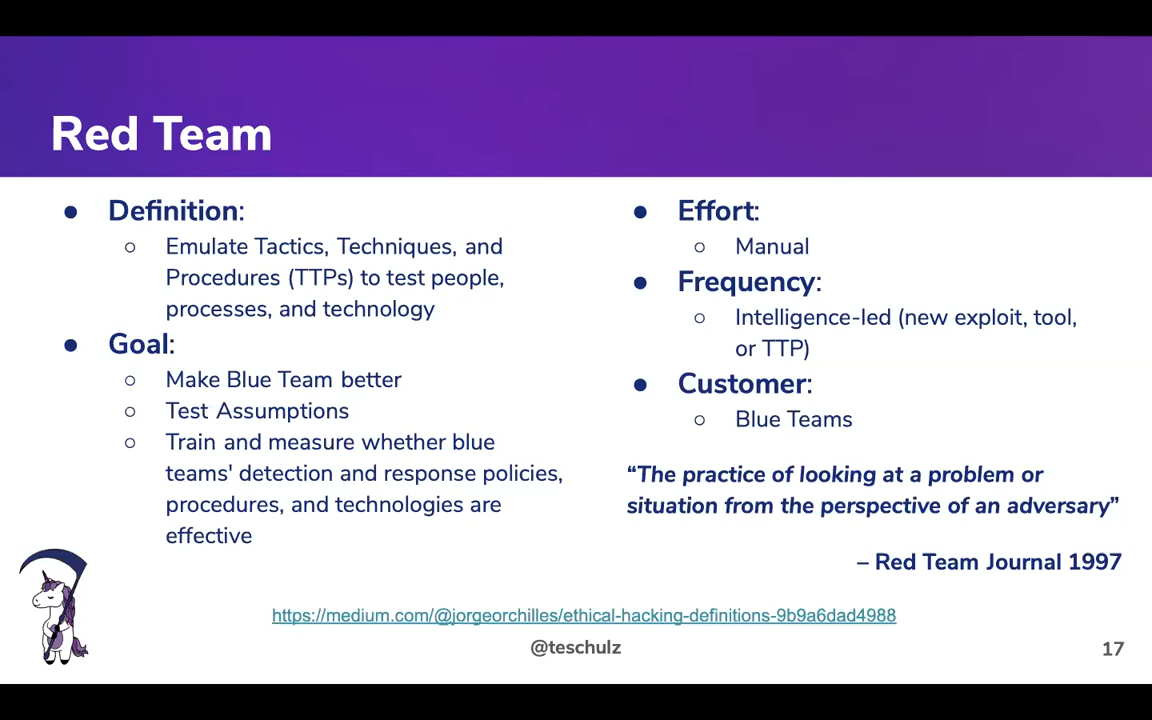 Red Team
● Definition:
○ Emulate Tactics, Techniques, and
Procedures (TTPs) to test people,
processes, and technology
● Goal:
○ Make Blue Team better
○ Test Assumptions
○ Train and measure whether blue
teams' detection and response policies,
procedures, and technologies are
effective
● Effort:
○ Manual
● Frequency:
○ Intelligence-led (new exploit, tool,
or TTP)
● Customer:
○ Blue Teams
“The practice of looking at a problem or
situation from the perspective of an adversary”
– Red Team Journal 1997
https://medium.com/@jorgeorchilles/ethical-hacking-definitions-9b9a6dad4988
@teschulz
17